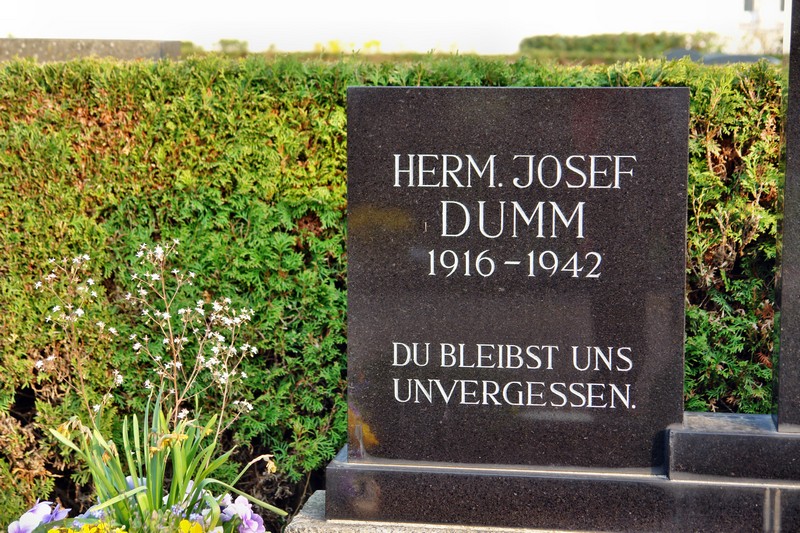 HERM. JOSEF
DUMM
1916 - 1942
DU BLEIBST UNS
UNVERGESSEN.